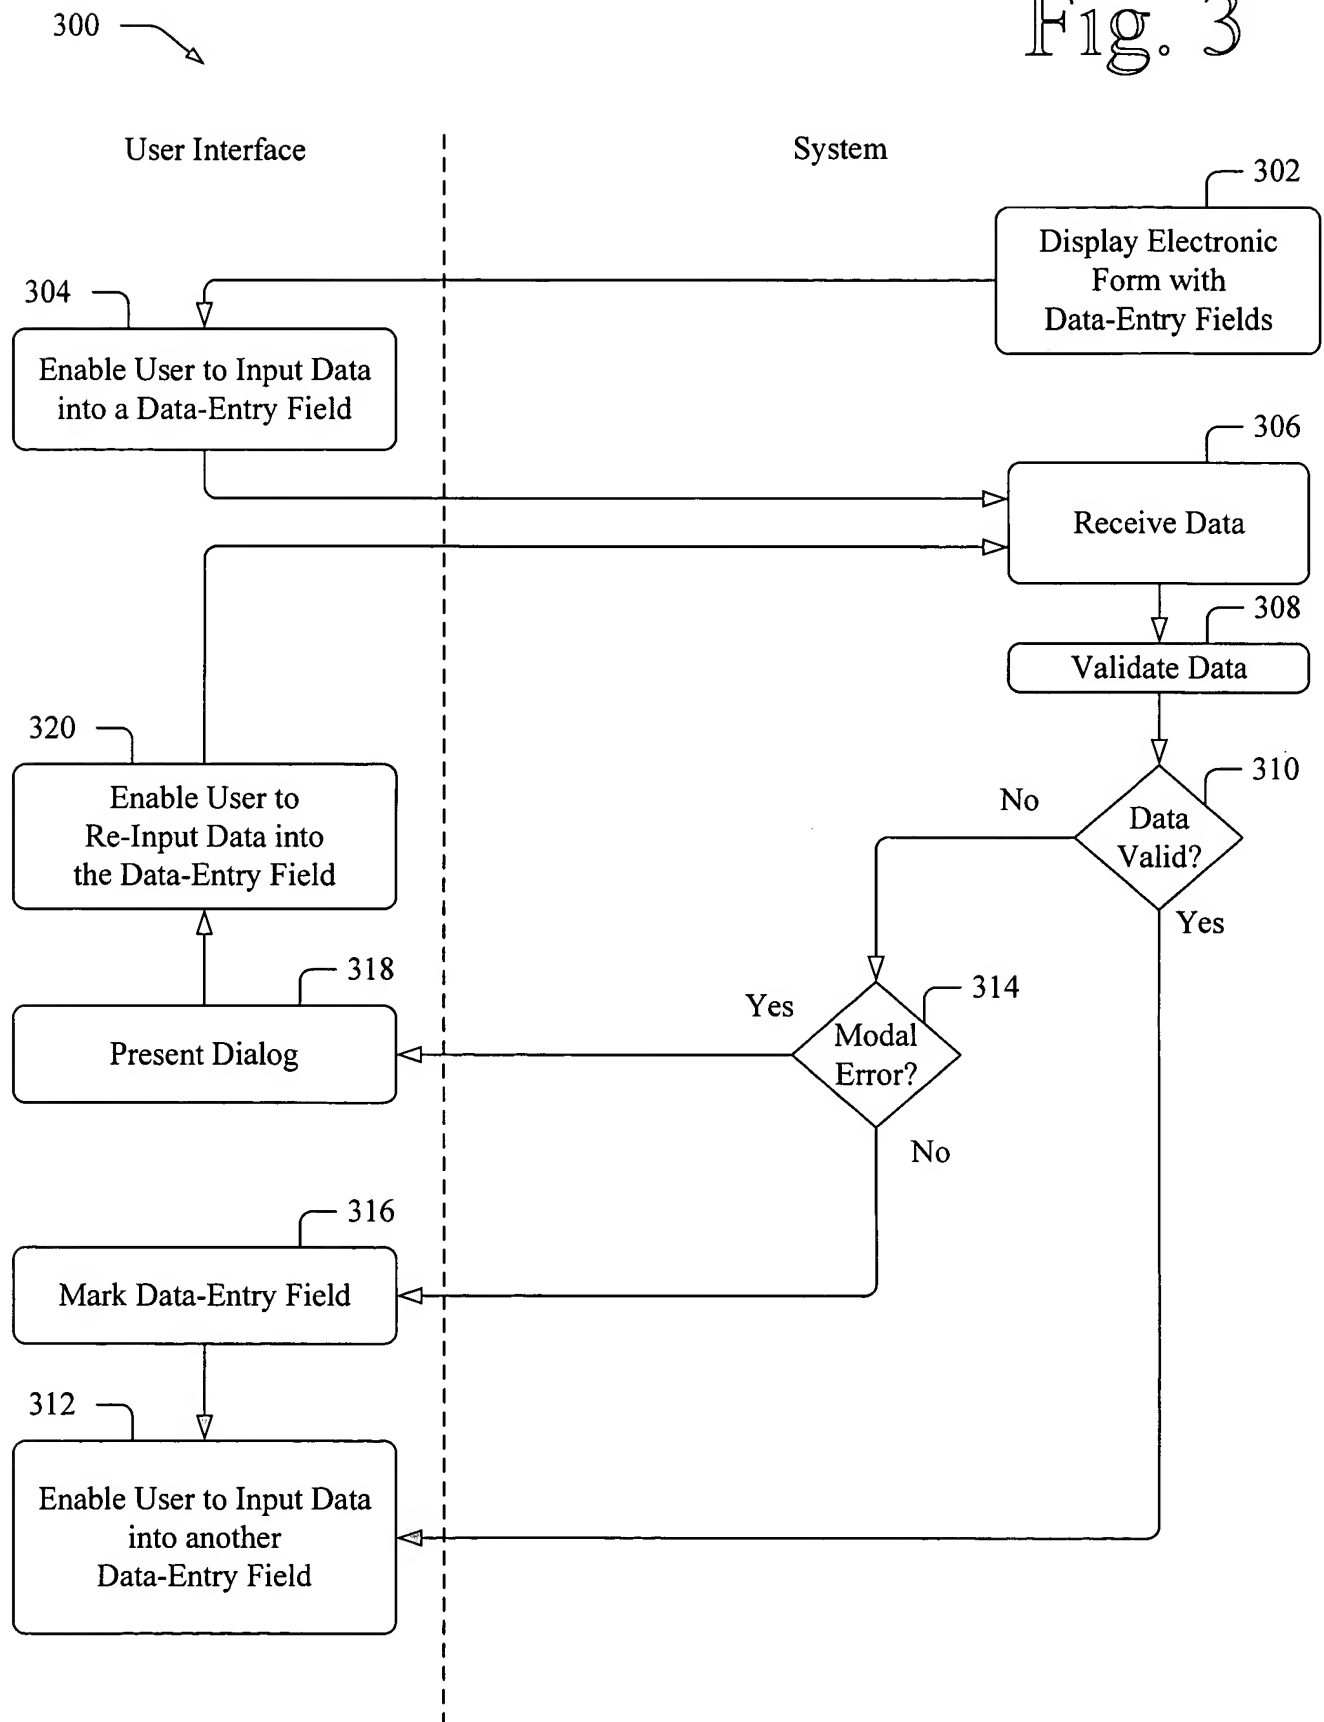 300
Fig. 3
User Interface
System
302
Display Electronic
Form with
Data-Entry Fields
304
Enable User to Input Data
into a Data-Entry Field
306
Receive Data
308
Validate Data
320
Enable User to
Re-Input Data into
the Data-Entry Field
310
Data
Valid?
No
Yes
318
Present Dialog
314
Modal
Error?
Yes
No
316
Mark Data-Entry Field
312
Enable User to Input Data
into another
Data-Entry Field